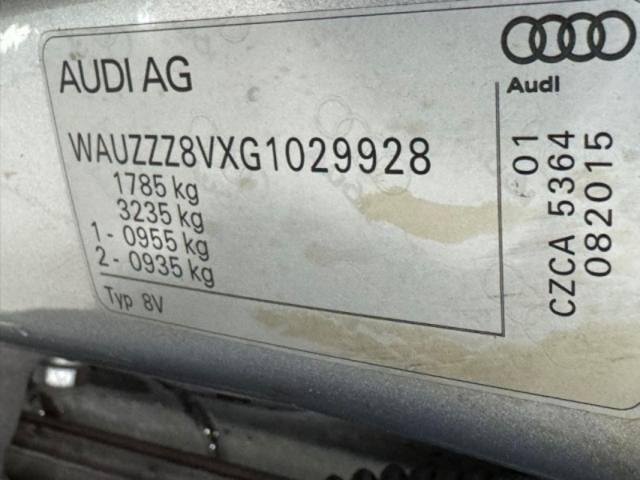 AUDI AG
Audi
WAUZZZ8VXG1029928
1785 kg
3235 kg
1 - 0955 kg
2 - 0935 kg
Typ 8V
01
CZCA 5364
082015